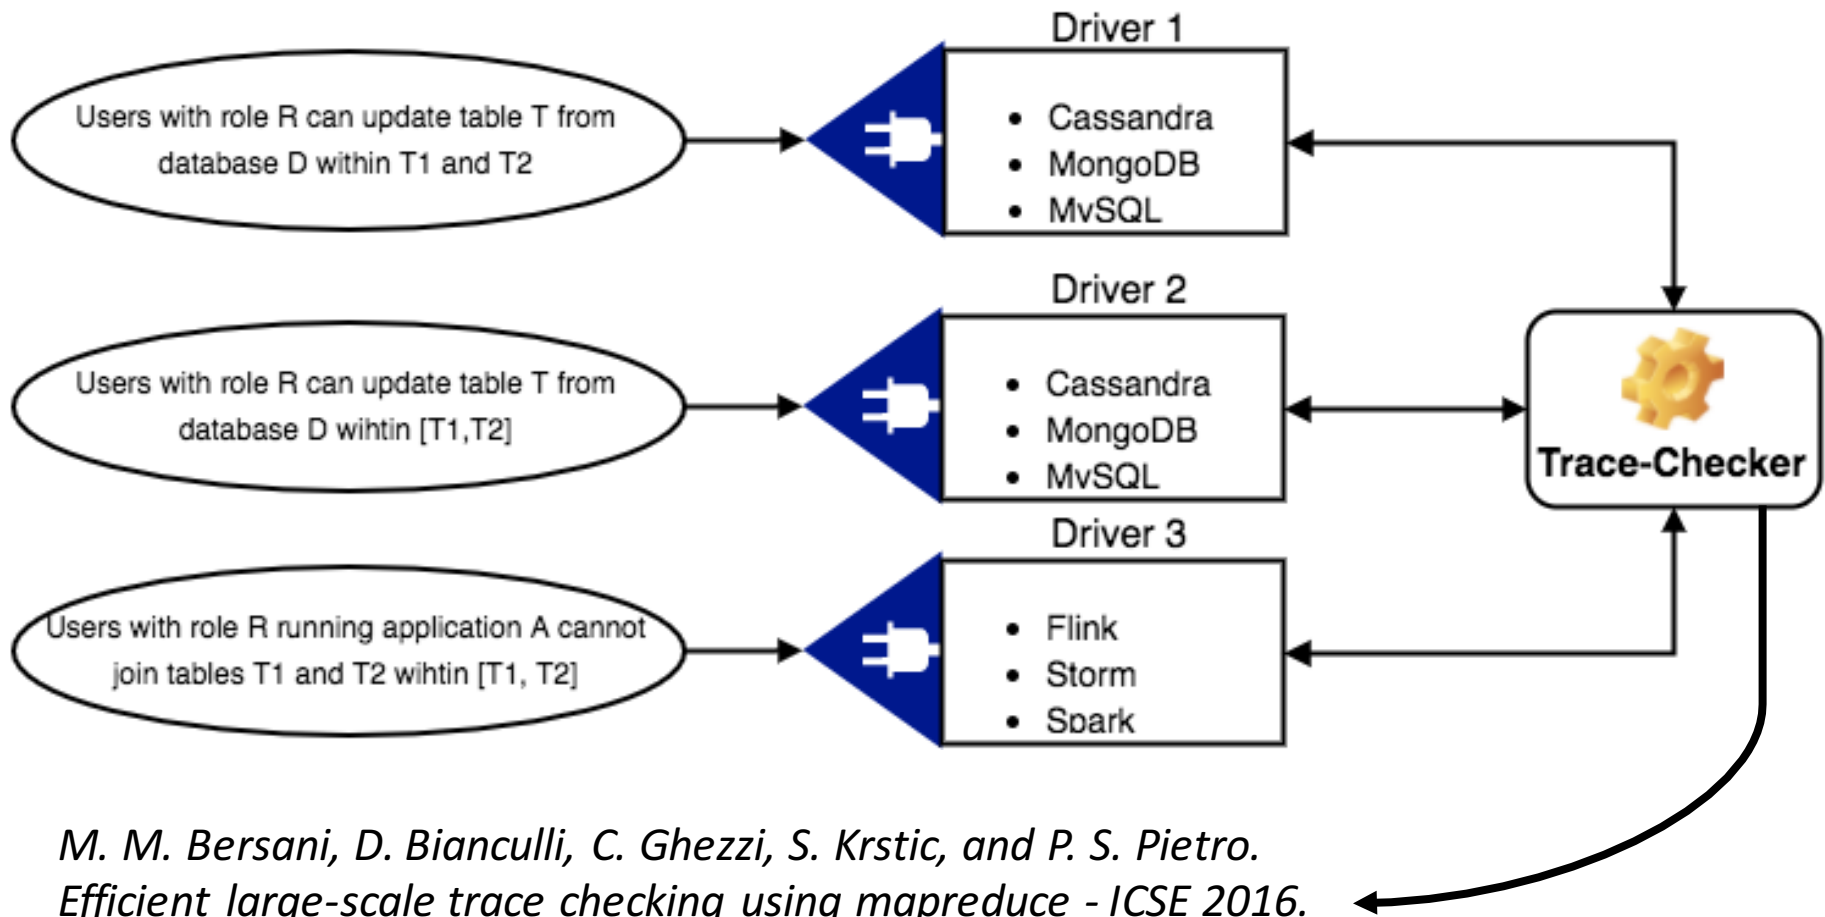 Driver 1
Users with role R can update table T from
database D within T1 and T2
• Cassandra
• MongoDB
• MvSQL
Driver 2
Users with role R can update table T from
database D wihtin [T1,T2]
• Cassandra
• MongoDB
• MvSQL
Trace-Checker
Driver 3
Users with role R running application A cannot
join tables T1 and T2 wihtin [T1, T2]
• Flink
• Storm
• Spark
M. M. Bersani, D. Bianculli, C. Ghezzi, S. Krstic, and P. S. Pietro.
Efficient large-scale trace checking using mapreduce - ICSE 2016.